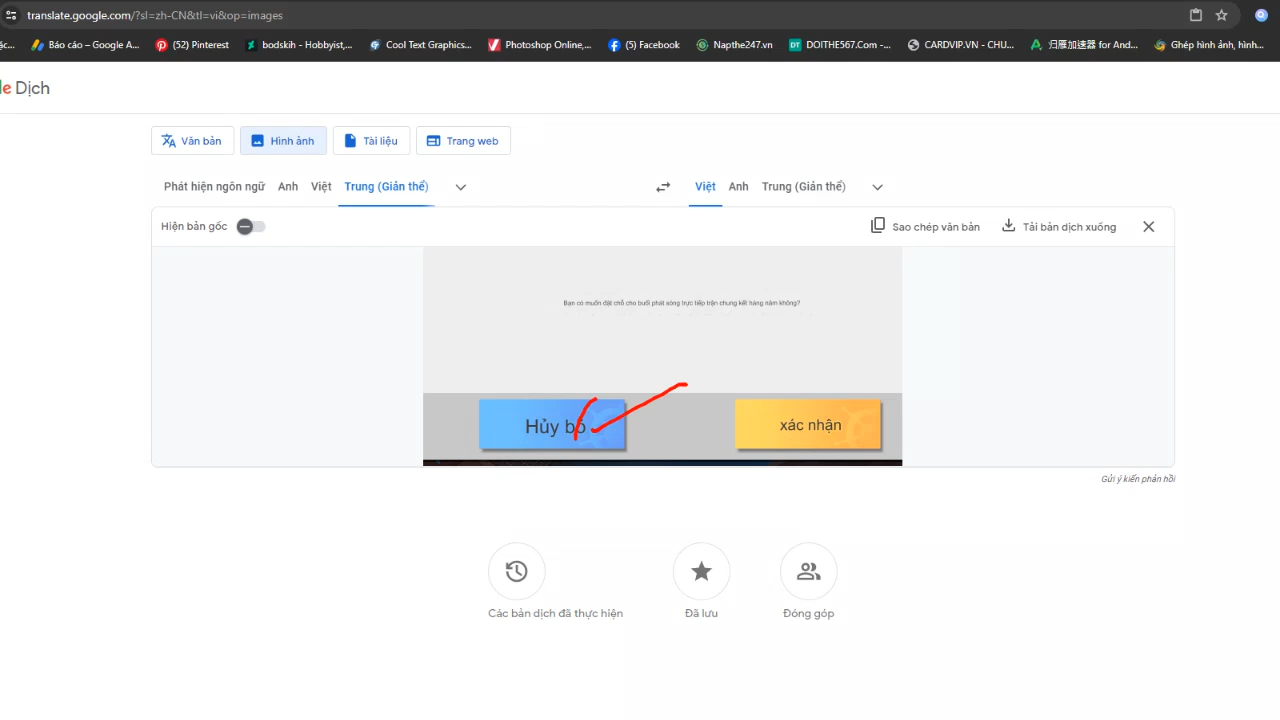 translate.google.com/?sl=zh-CN&tl=vi&op=images
ặc... Báo cáo – Google A... (52) Pinterest bodskih - Hobbyist,... Cool Text Graphics... Photoshop Online,... (5) Facebook Napthe247.vn DT DOITHE567.Com -... CARDVIP.VN - CHU... 归雁加速器 for And... Ghép hình ảnh, hình...
le Dịch
Văn bản Hình ảnh Tài liệu Trang web
Phát hiện ngôn ngữ Anh Việt Trung (Giản thể) Việt Anh Trung (Giản thể)
Hiện bản gốc Sao chép văn bản Tải bản dịch xuống
Bạn có muốn đặt chỗ cho buổi phát sóng trực tiếp trận chung kết hàng năm không?
Hủy bỏ xác nhận
Gửi ý kiến phản hồi
Các bản dịch đã thực hiện Đã lưu Đóng góp